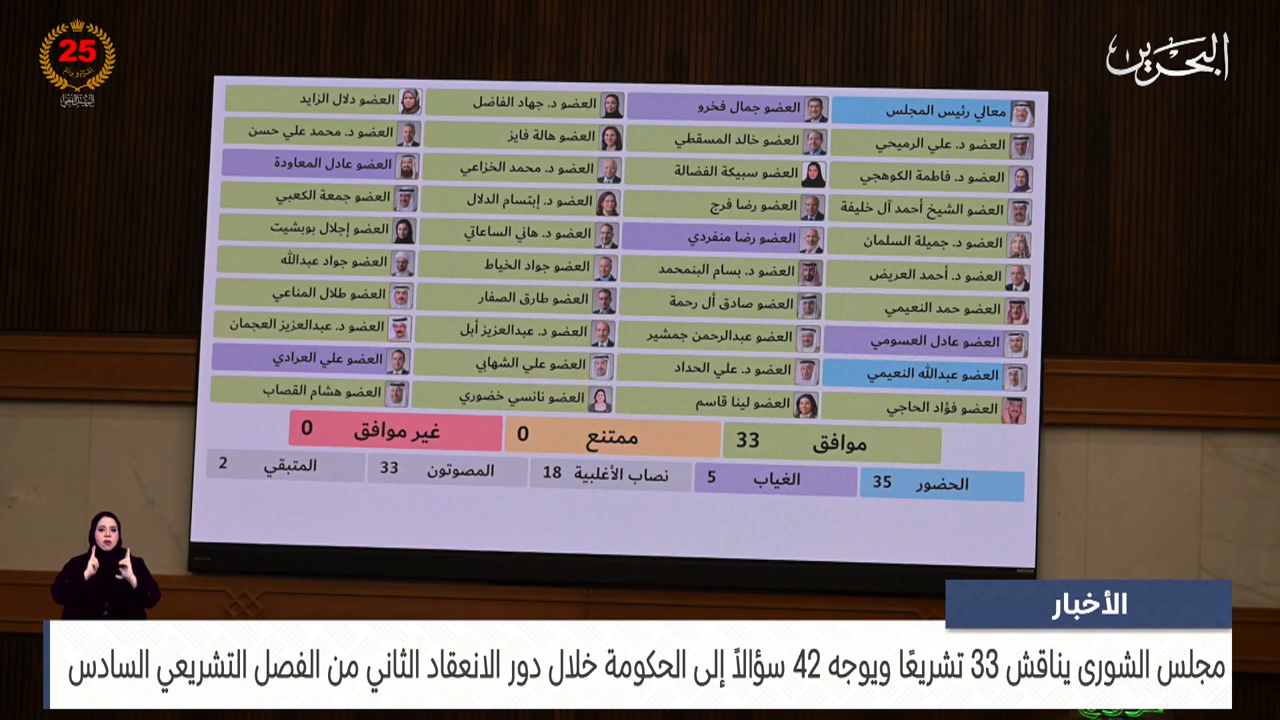 25
البحرين
معالي رئيس المجلس
العضو جمال فخرو
العضو د. جهاد الفاضل
العضو دلال الزايد
العضو د. علي الرميحي
العضو خالد المسقطي
العضو هالة فايز
العضو د. محمد علي حسن
العضو د. فاطمة الكوهجي
العضو سبيكة الفضالة
العضو د. محمد الخزاعي
العضو عادل المعاودة
العضو الشيخ أحمد آل خليفة
العضو رضا فرج
العضو د. إبتسام الدلال
العضو جمعة الكعبي
العضو د. جميلة السلمان
العضو رضا منفردي
العضو د. هاني الساعاتي
العضو إجلال بوبشيت
العضو د. أحمد العريض
العضو د. بسام البنمحمد
العضو جواد الخياط
العضو جواد عبدالله
العضو حمد النعيمي
العضو صادق أل رحمة
العضو طارق الصفار
العضو طلال المناعي
العضو عادل العسومي
العضو عبدالرحمن جمشير
العضو د. عبدالعزيز أبل
العضو د. عبدالعزيز العجمان
العضو عبدالله النعيمي
العضو د. علي الحداد
العضو علي الشهابي
العضو علي العرادي
العضو فؤاد الحاجي
العضو لينا قاسم
العضو نانسي خضوري
العضو هشام القصاب
موافق 33
ممتنع 0
غير موافق 0
الحضور 35
الغياب 5
نصاب الأغلبية 18
المصوتون 33
المتبقي 2
الأخبار
مجلس الشورى يناقش 33 تشريعًا ويوجه 42 سؤالاً إلى الحكومة خلال دور الانعقاد الثاني من الفصل التشريعي السادس